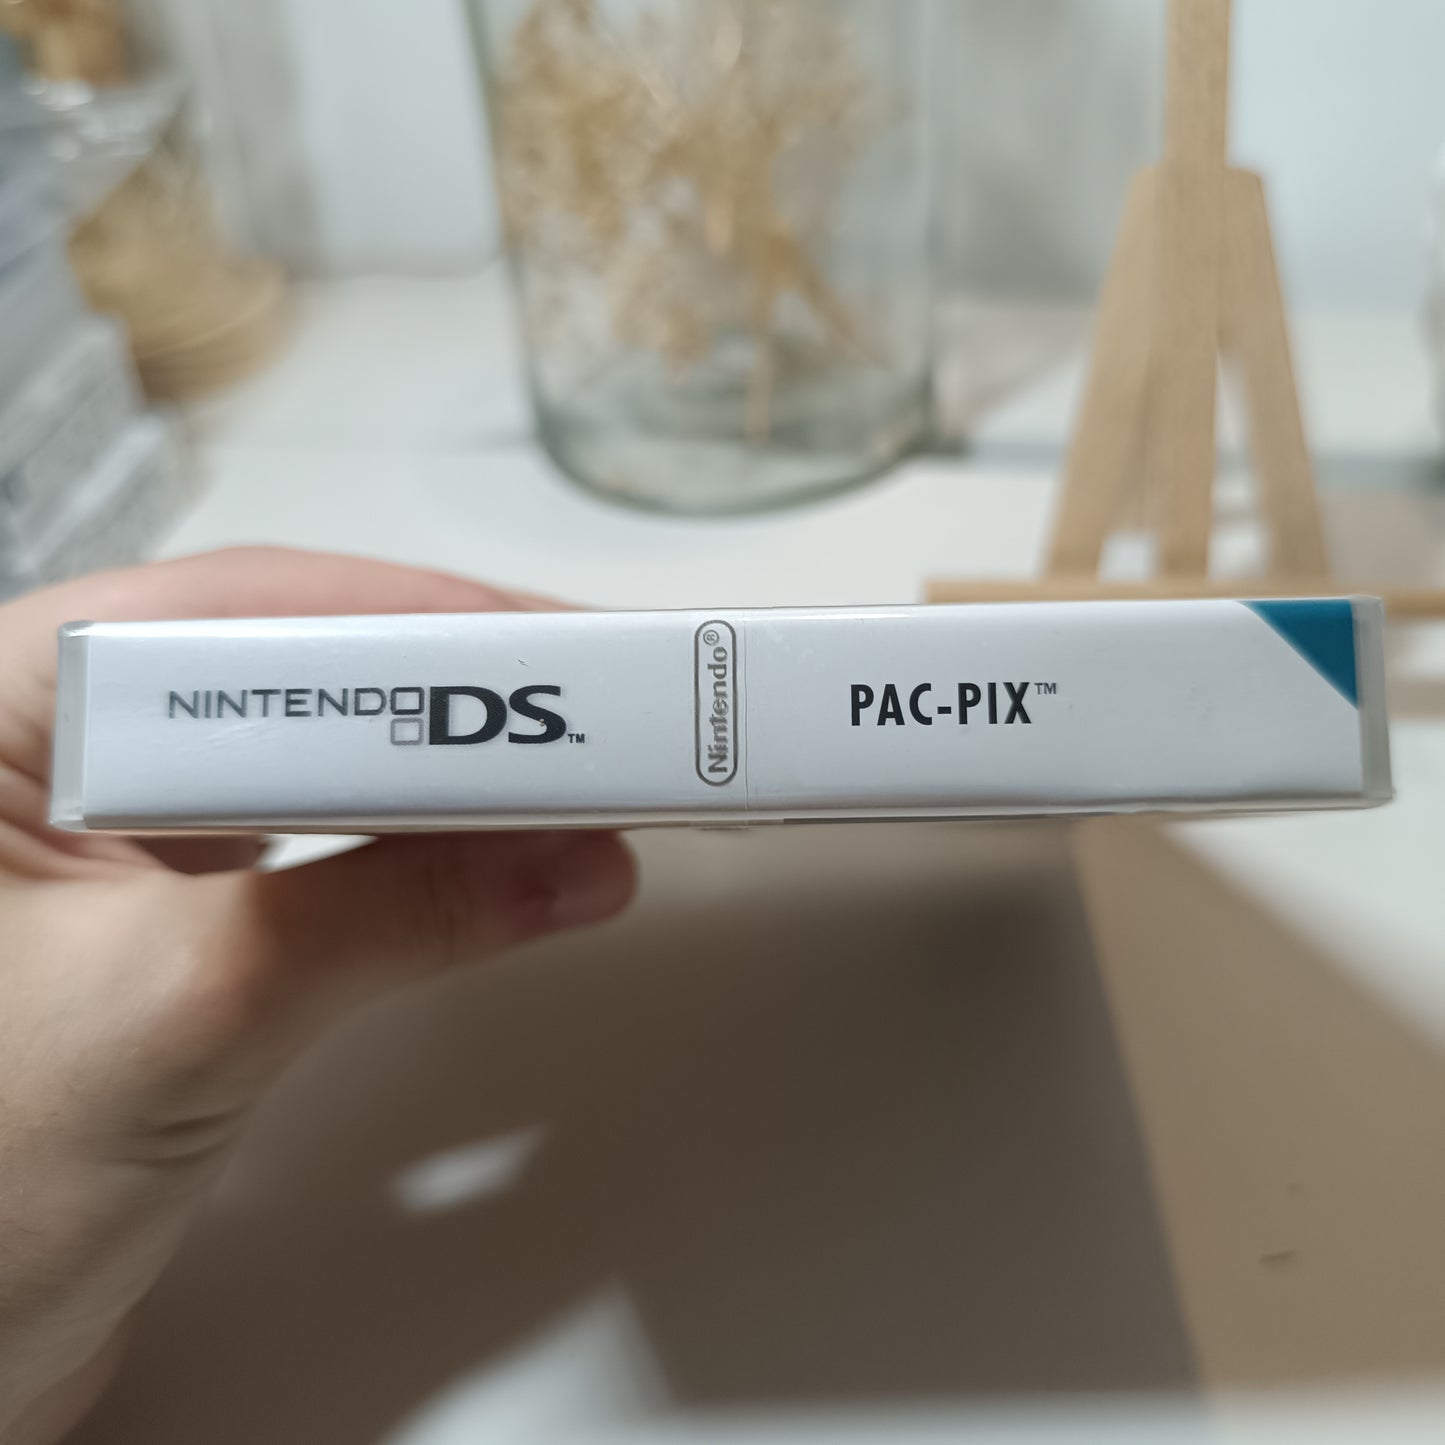 NINTENDO DS™
Nintendo®
PAC-PIX™